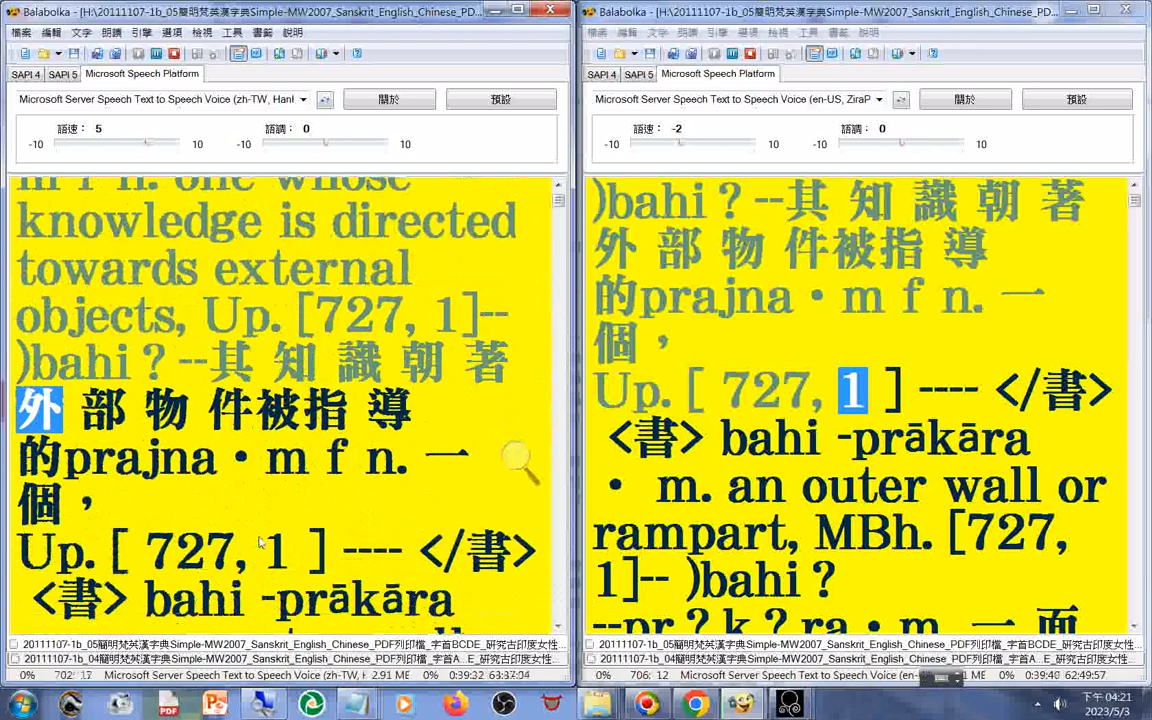 Balabolka - [H:\20111107-1b_05簡明梵英漢字典Simple-MW2007_Sanskrit_English_Chinese_PD...
檔案 編輯 文字 朗讀 引擎 選項 檢視 工具 書籤 說明
SAPI 4 SAPI 5 Microsoft Speech Platform
Microsoft Server Speech Text to Speech Voice (zh-TW, HanH
關於 預設
語速： 5 語調： 0
-10 10 -10 10
m f n. one whose
knowledge is directed
towards external
objects, Up. [727, 1]--
)bahi？--其 知 識 朝 著
外 部 物 件被指 導
的prajna・m f n. 一
個，
Up. [ 727, 1 ] ---- </書>
<書> bahi -prākāra
20111107-1b_05簡明梵英漢字典Simple-MW2007_Sanskrit_English_Chinese_PDF列印檔_字首BCDE_研究古印度女性...
20111107-1b_04簡明梵英漢字典Simple-MW2007_Sanskrit_English_Chinese_PDF列印檔_字首A...E_研究古印度女性...
0% 702: 17 Microsoft Server Speech Text to Speech Voice (zh-TW, 2.91 ME 0% 0:39:32 63:37:04
Balabolka - [H:\20111107-1b_05簡明梵英漢字典Simple-MW2007_Sanskrit_English_Chinese_PD...
檔案 編輯 文字 朗讀 引擎 選項 檢視 工具 書籤 說明
SAPI 4 SAPI 5 Microsoft Speech Platform
Microsoft Server Speech Text to Speech Voice (en-US, ZiraP
關於 預設
語速： -2 語調： 0
-10 10 -10 10
)bahi？--其 知 識 朝 著
外 部 物 件被指 導
的prajna・m f n. 一
個，
Up. [ 727, 1 ] ---- </書>
<書> bahi -prākāra
・ m. an outer wall or
rampart, MBh. [727,
1]-- )bahi？
--pr？k？ra・m. 一 面
20111107-1b_05簡明梵英漢字典Simple-MW2007_Sanskrit_English_Chinese_PDF列印檔_字首BCDE_研究古印度女性...
20111107-1b_04簡明梵英漢字典Simple-MW2007_Sanskrit_English_Chinese_PDF列印檔_字首A...E_研究古印度女性...
0% 706: 12 Microsoft Server Speech Text to Speech Voice (en-U ME 0% 0:39:40 62:49:57
下午 04:21
2023/5/3